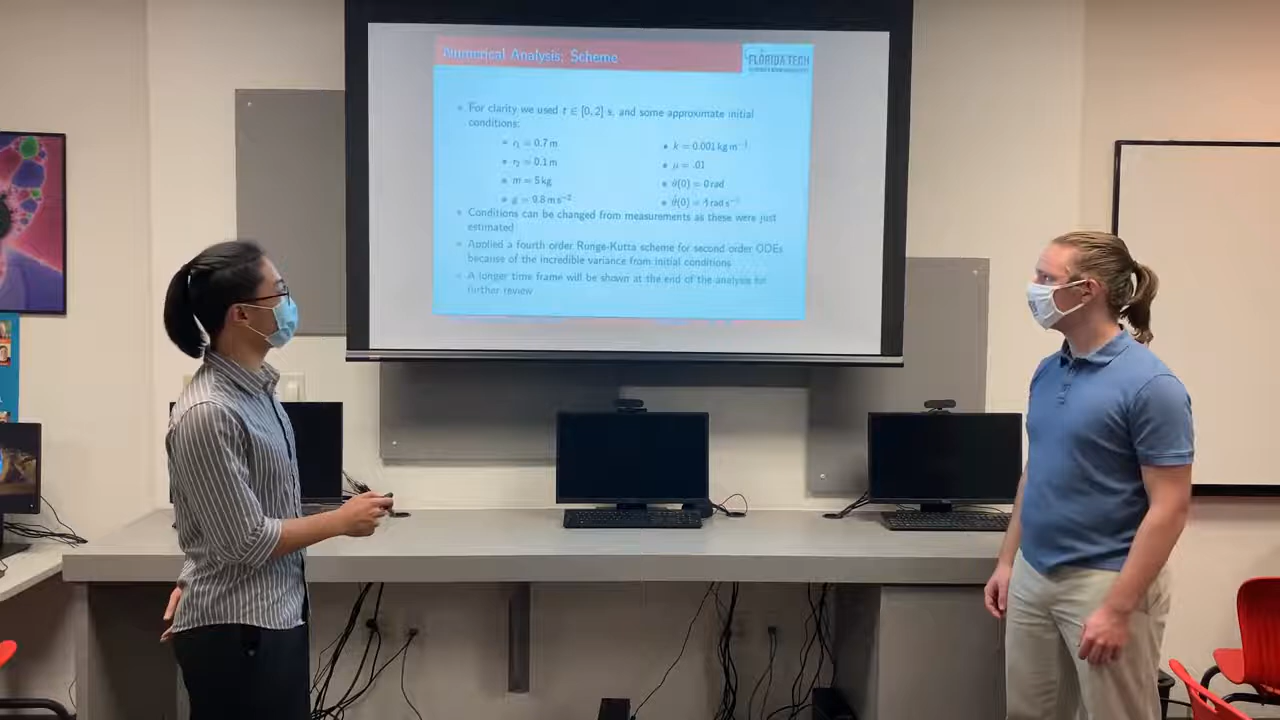 Numerical Analysis: Scheme
FLORIDA TECH
For clarity we used t ∈ [0, 2] s, and some approximate initial
conditions:
r₁ = 0.7 m
r₂ = 0.1 m
m = 5 kg
g = 9.8 m s⁻²
k = 0.001 kg m⁻¹
μ = .01
θ(0) = 0 rad
θ̇(0) = 4 rad s⁻¹
Conditions can be changed from measurements as these were just
estimated
Applied a fourth order Runge-Kutta scheme for second order ODEs
because of the incredible variance from initial conditions
A longer time frame will be shown at the end of the analysis for
further review